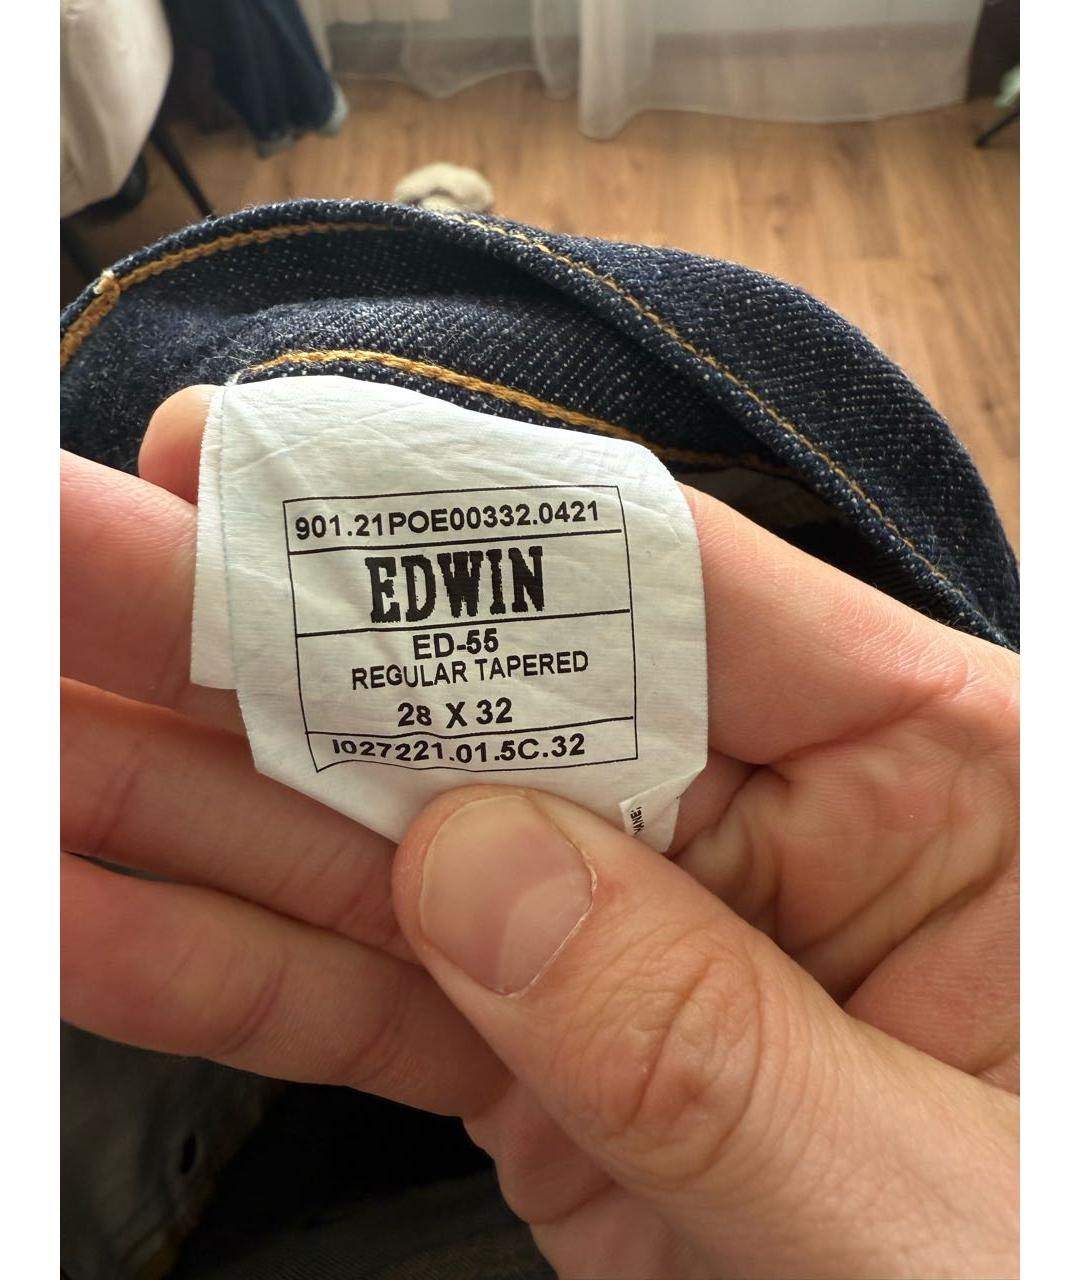 901.21POE00332.0421
EDWIN
ED-55
REGULAR TAPERED
28 X 32
I027221.01.5C.32